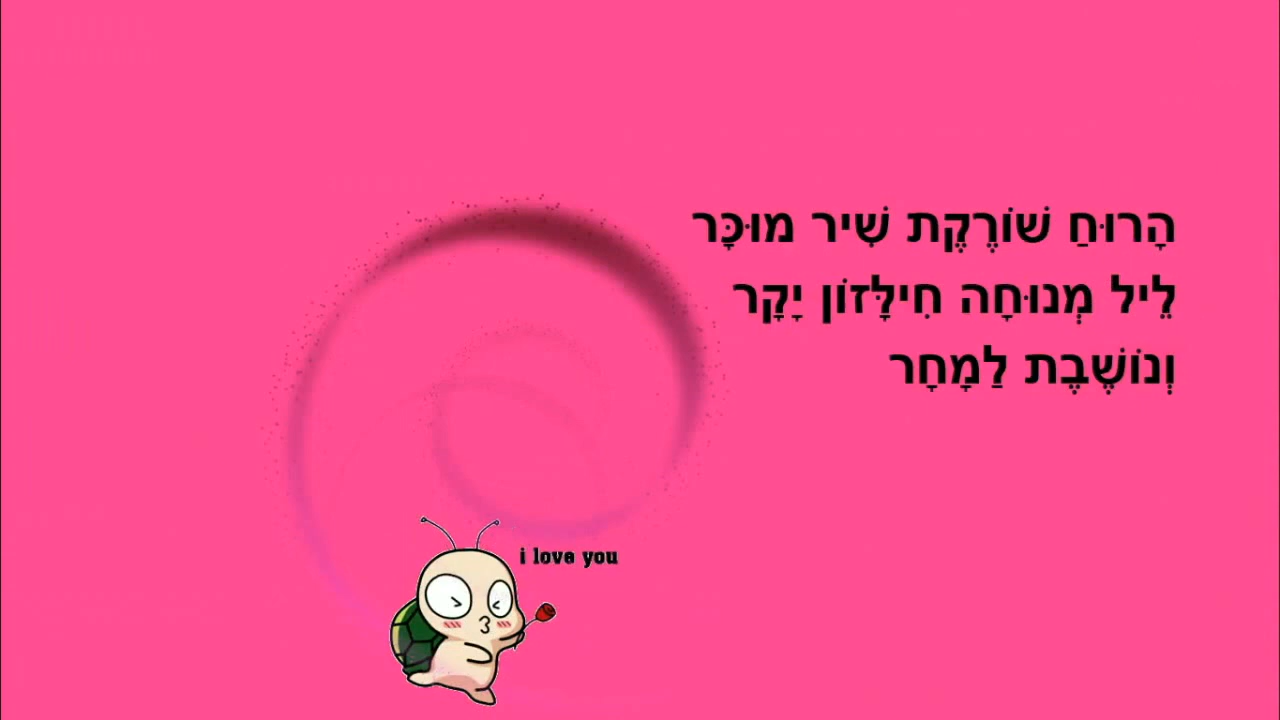 הָרוּחַ שׁוֹרֶקֶת שִׁיר מוּכָּר
לֵיל מְנוּחָה חִילָּזוֹן יָקָר
וְנוֹשֶׁבֶת לַמָּחָר
i love you